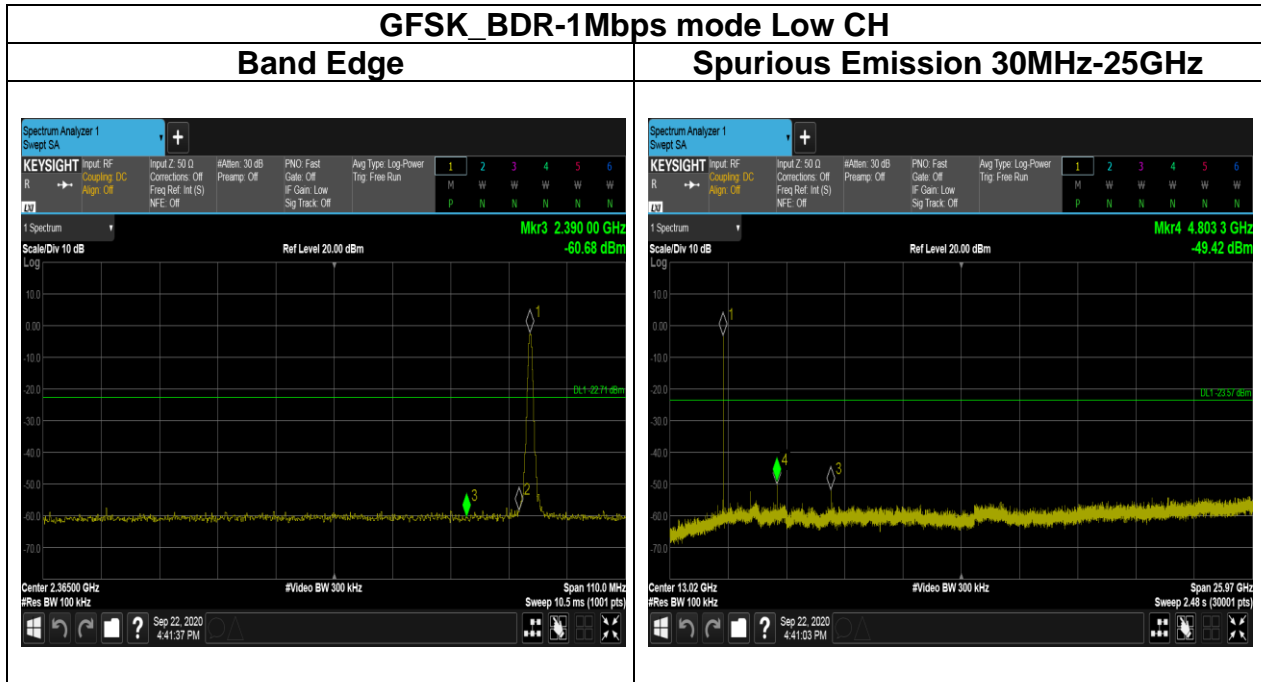 GFSK_BDR-1Mbps mode Low CH
Band Edge
Spurious Emission 30MHz-25GHz
Spectrum Analyzer 1
Swept SA
+
KEYSIGHT
R
LXI
Input: RF
Coupling: DC
Align: Off
Input Z: 50 Ω
Corrections: Off
Freq Ref: Int (S)
NFE: Off
#Atten: 30 dB
Preamp: Off
PNO: Fast
Gate: Off
IF Gain: Low
Sig Track: Off
Avg Type: Log-Power
Trig: Free Run
1 2 3 4 5 6
M W W W W W
P N N N N N
1 Spectrum
Mkr3 2.390 00 GHz
Scale/Div 10 dB
Ref Level 20.00 dBm
-60.68 dBm
Log
10.0
0.00
-10.0
-20.0
-30.0
-40.0
-50.0
-60.0
-70.0
1
DL1 -22.71 dBm
3
2
Center 2.36500 GHz
#Video BW 300 kHz
Span 110.0 MHz
#Res BW 100 kHz
Sweep 10.5 ms (1001 pts)
?
Sep 22, 2020
4:41:37 PM
Spectrum Analyzer 1
Swept SA
+
KEYSIGHT
R
LXI
Input: RF
Coupling: DC
Align: Off
Input Z: 50 Ω
Corrections: Off
Freq Ref: Int (S)
NFE: Off
#Atten: 30 dB
Preamp: Off
PNO: Fast
Gate: Off
IF Gain: Low
Sig Track: Off
Avg Type: Log-Power
Trig: Free Run
1 2 3 4 5 6
M W W W W W
P N N N N N
1 Spectrum
Mkr4 4.803 3 GHz
Scale/Div 10 dB
Ref Level 20.00 dBm
-49.42 dBm
Log
10.0
0.00
-10.0
-20.0
-30.0
-40.0
-50.0
-60.0
-70.0
1
DL1 -23.57 dBm
4
3
Center 13.02 GHz
#Video BW 300 kHz
Span 25.97 GHz
#Res BW 100 kHz
Sweep 2.48 s (30001 pts)
?
Sep 22, 2020
4:41:03 PM